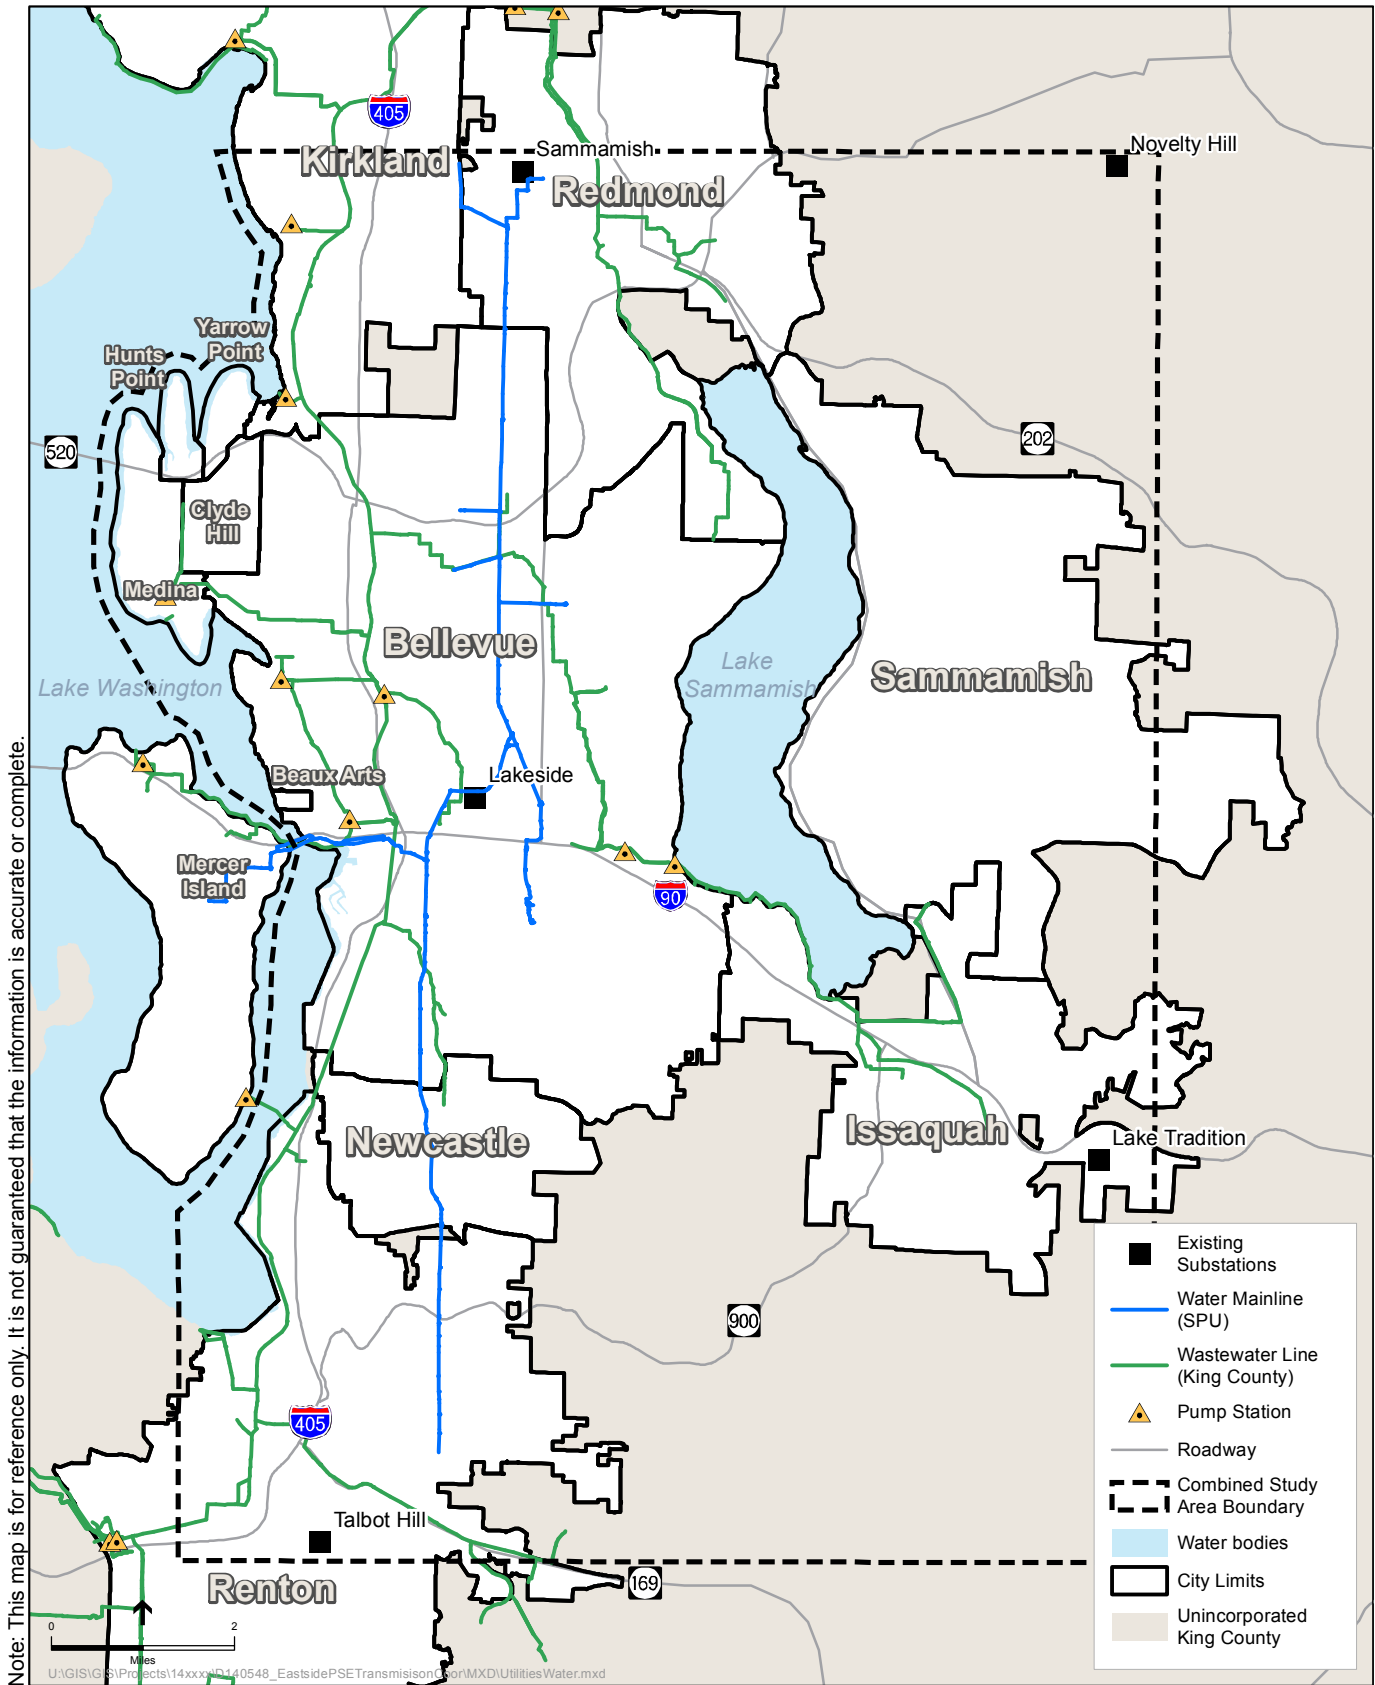 405
Kirkland
Sammamish
Redmond
Novelty Hill
Yarrow
Point
Hunts
Point
520
202
Clyde
Hill
Medina
Bellevue
Lake Washington
Lake
Sammamish
Sammamish
Beaux Arts
Lakeside
Mercer
Island
90
Newcastle
Issaquah
Lake Tradition
900
405
Talbot Hill
Renton
169
Existing
Substations
Water Mainline
(SPU)
Wastewater Line
(King County)
Pump Station
Roadway
Combined Study
Area Boundary
Water bodies
City Limits
Unincorporated
King County
0 2
Miles
Note: This map is for reference only. It is not guaranteed that the information is accurate or complete.